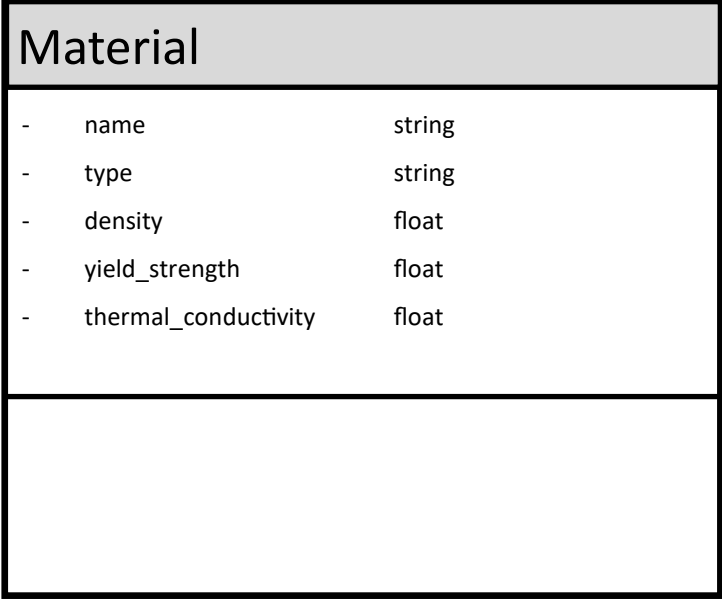 Material
- name string
- type string
- density float
- yield_strength float
- thermal_conductivity float